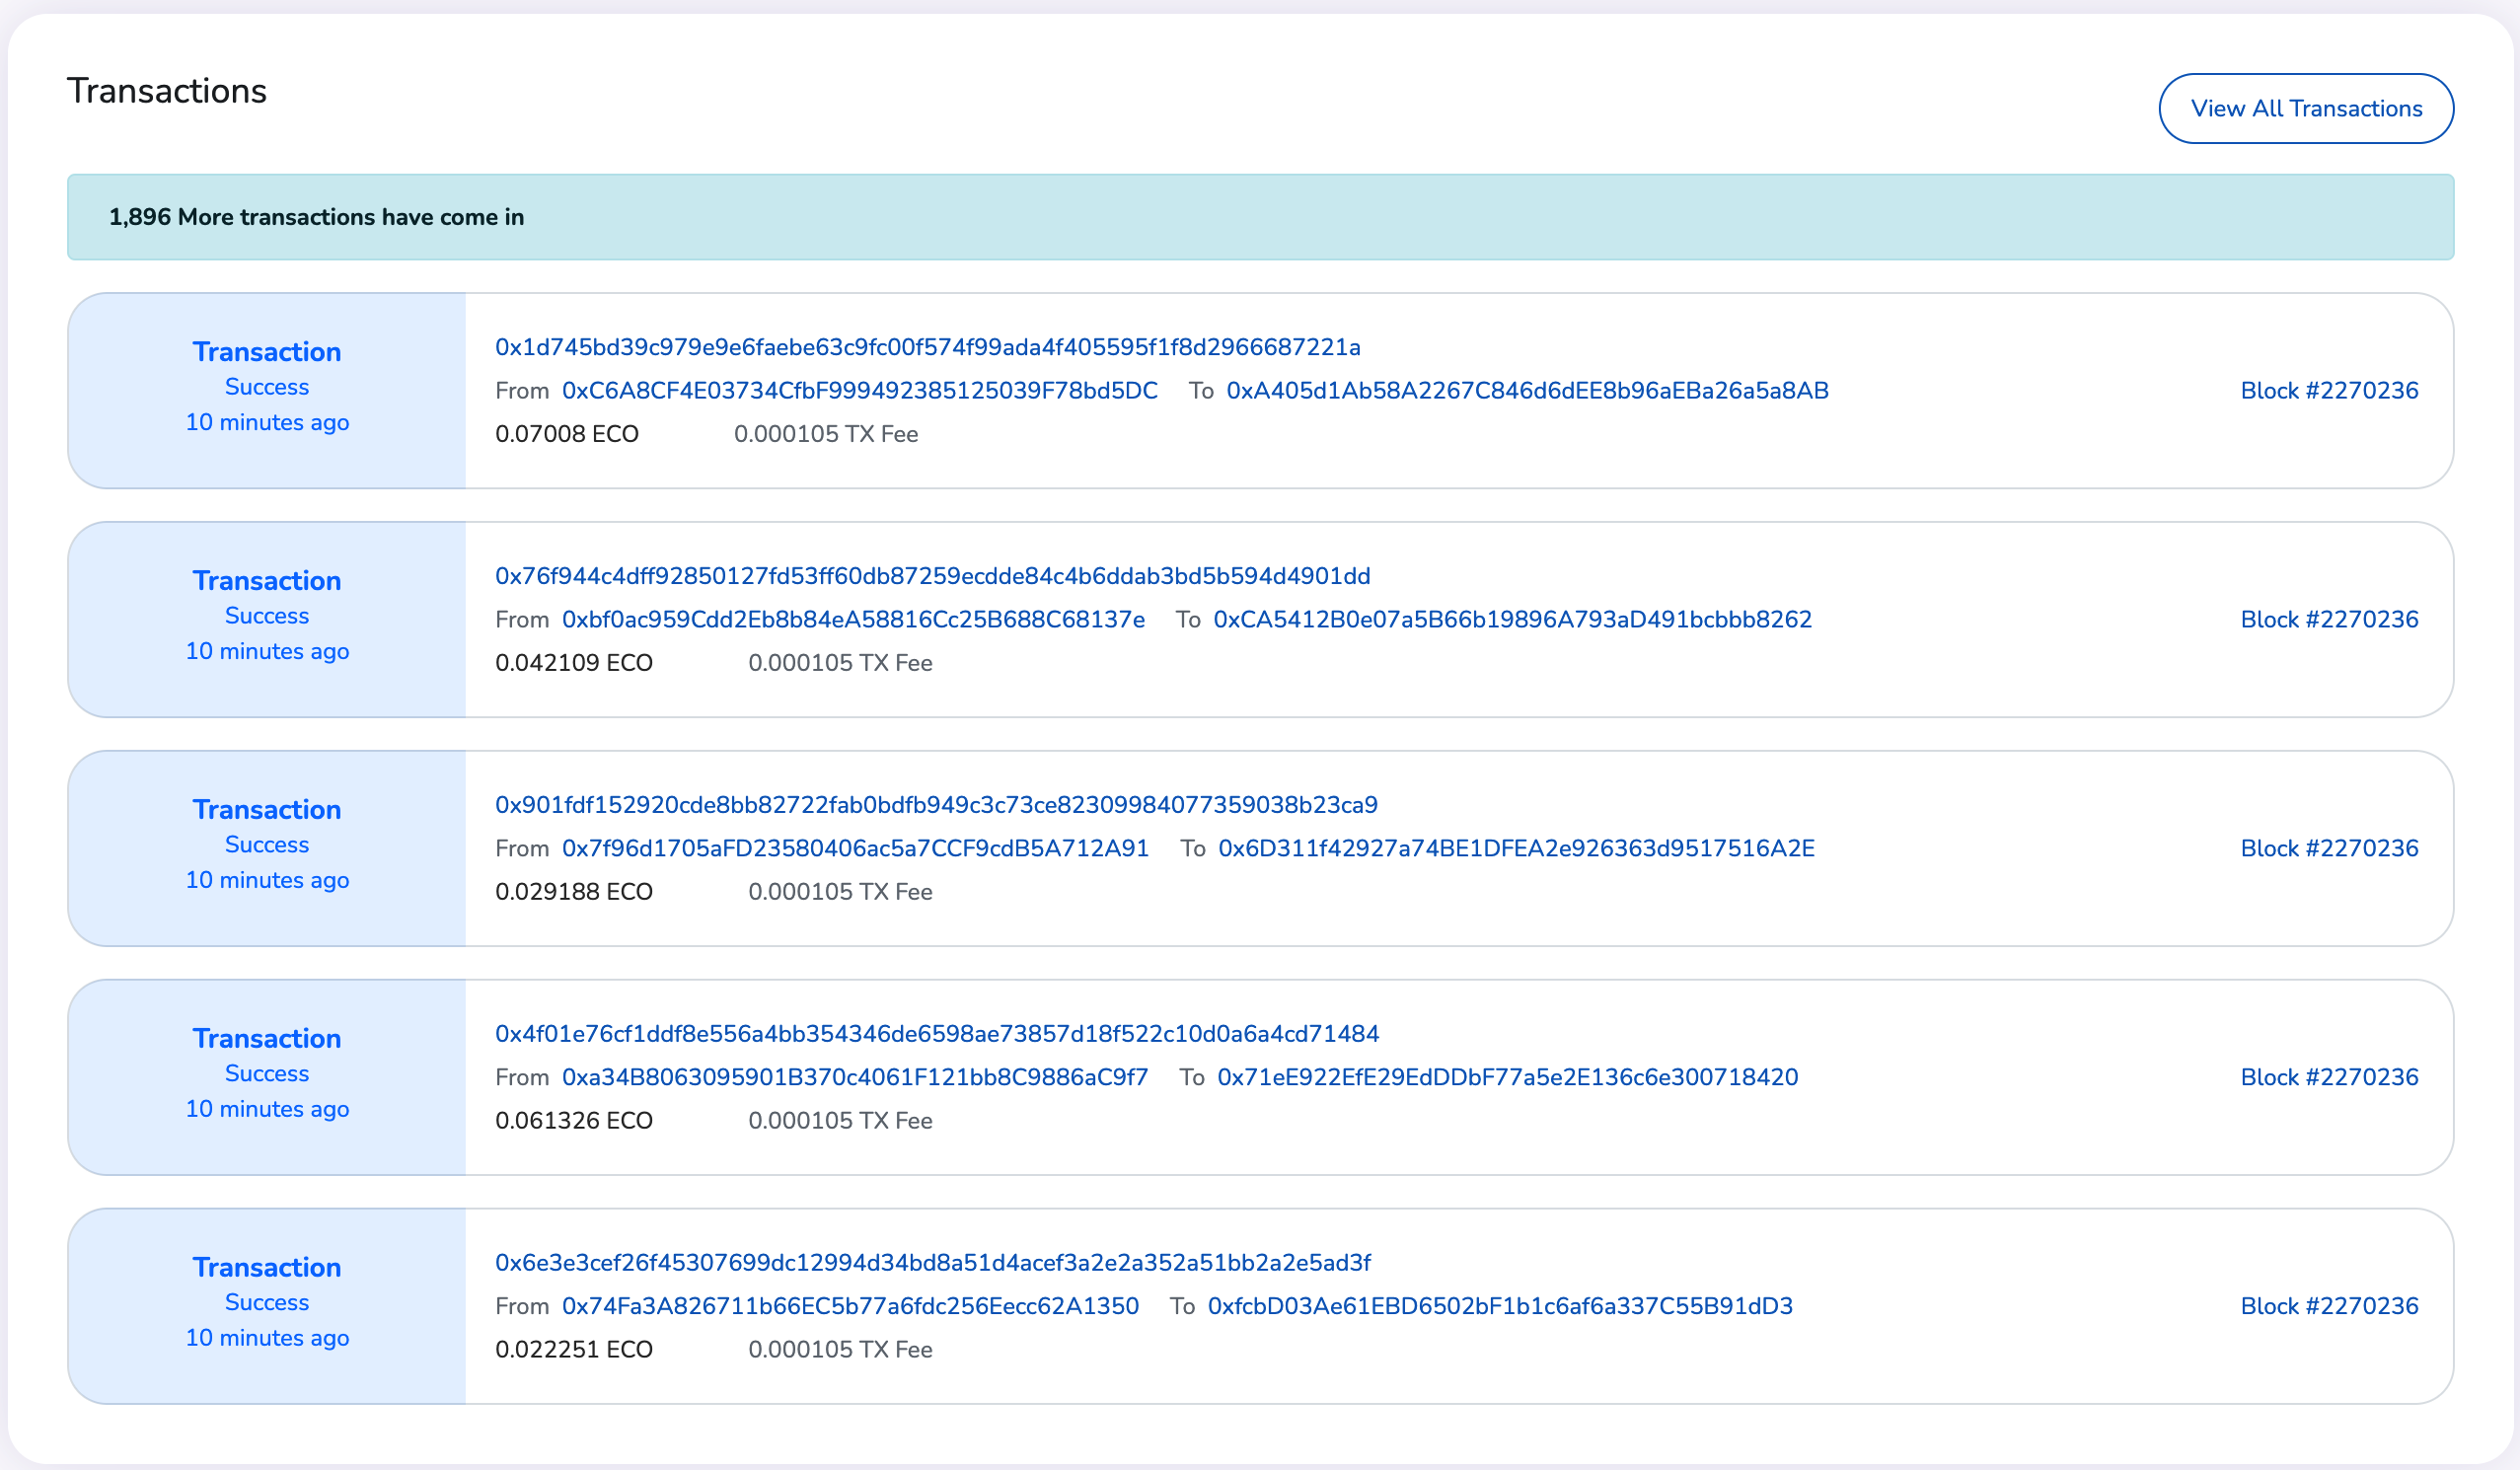 Transactions
View All Transactions
1,896 More transactions have come in
Transaction
Success
10 minutes ago
0x1d745bd39c979e9e6faebe63c9fc00f574f99ada4f405595f1f8d2966687221a
From 0xC6A8CF4E03734CfbF999492385125039F78bd5DC To 0xA405d1Ab58A2267C846d6dEE8b96aEBa26a5a8AB
0.07008 ECO 0.000105 TX Fee
Block #2270236
Transaction
Success
10 minutes ago
0x76f944c4dff92850127fd53ff60db87259ecdde84c4b6ddab3bd5b594d4901dd
From 0xbf0ac959Cdd2Eb8b84eA58816Cc25B688C68137e To 0xCA5412B0e07a5B66b19896A793aD491bcbbb8262
0.042109 ECO 0.000105 TX Fee
Block #2270236
Transaction
Success
10 minutes ago
0x901fdf152920cde8bb82722fab0bdfb949c3c73ce82309984077359038b23ca9
From 0x7f96d1705aFD23580406ac5a7CCF9cdB5A712A91 To 0x6D311f42927a74BE1DFEA2e926363d9517516A2E
0.029188 ECO 0.000105 TX Fee
Block #2270236
Transaction
Success
10 minutes ago
0x4f01e76cf1ddf8e556a4bb354346de6598ae73857d18f522c10d0a6a4cd71484
From 0xa34B8063095901B370c4061F121bb8C9886aC9f7 To 0x71eE922EfE29EdDDbF77a5e2E136c6e300718420
0.061326 ECO 0.000105 TX Fee
Block #2270236
Transaction
Success
10 minutes ago
0x6e3e3cef26f45307699dc12994d34bd8a51d4acef3a2e2a352a51bb2a2e5ad3f
From 0x74Fa3A826711b66EC5b77a6fdc256Eecc62A1350 To 0xfcbD03Ae61EBD6502bF1b1c6af6a337C55B91dD3
0.022251 ECO 0.000105 TX Fee
Block #2270236